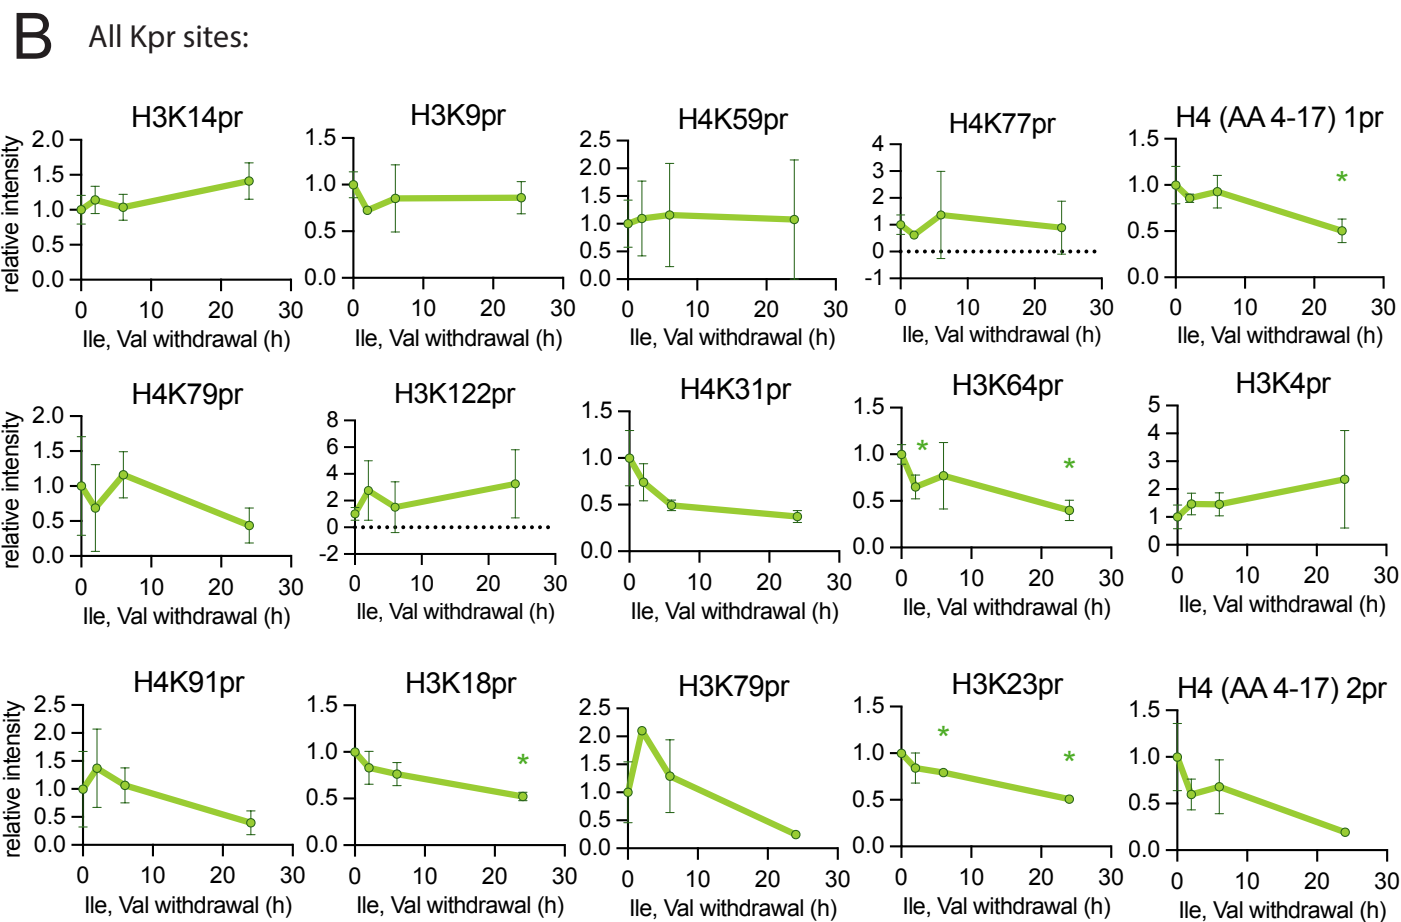 B All Kpr sites:
H3K14pr H3K9pr H4K59pr H4K77pr H4 (AA 4-17) 1pr
relative intensity
2.0 1.5 1.0 0.5 0.0
1.5 1.0 0.5 0.0
2.5 2.0 1.5 1.0 0.5 0.0
4 3 2 1 0 -1
1.5 1.0 0.5 0.0
* 
0 10 20 30 0 10 20 30 0 10 20 30 0 10 20 30 0 10 20 30
Ile, Val withdrawal (h) Ile, Val withdrawal (h) Ile, Val withdrawal (h) Ile, Val withdrawal (h) Ile, Val withdrawal (h)
H4K79pr H3K122pr H4K31pr H3K64pr H3K4pr
relative intensity
2.0 1.5 1.0 0.5 0.0
8 6 4 2 0 -2
1.5 1.0 0.5 0.0
1.5 1.0 0.5 0.0
* *
5 4 3 2 1 0
0 10 20 30 0 10 20 30 0 10 20 30 0 10 20 30 0 10 20 30
Ile, Val withdrawal (h) Ile, Val withdrawal (h) Ile, Val withdrawal (h) Ile, Val withdrawal (h) Ile, Val withdrawal (h)
H4K91pr H3K18pr H3K79pr H3K23pr H4 (AA 4-17) 2pr
relative intensity
2.5 2.0 1.5 1.0 0.5 0.0
1.5 1.0 0.5 0.0
*
2.5 2.0 1.5 1.0 0.5 0.0
1.5 1.0 0.5 0.0
* *
1.5 1.0 0.5 0.0
0 10 20 30 0 10 20 30 0 10 20 30 0 10 20 30 0 10 20 30
Ile, Val withdrawal (h) Ile, Val withdrawal (h) Ile, Val withdrawal (h) Ile, Val withdrawal (h) Ile, Val withdrawal (h)